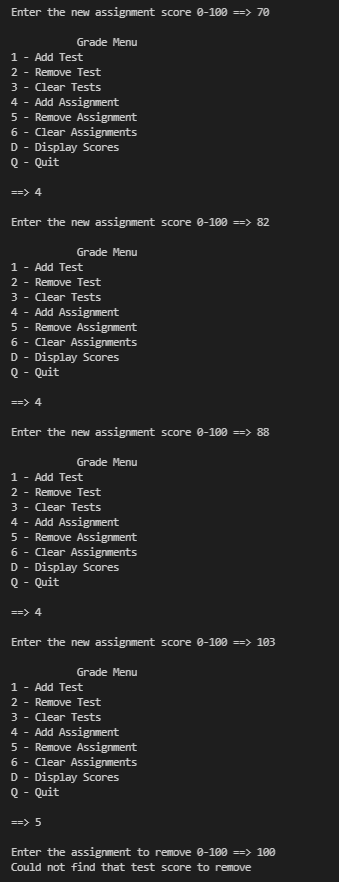 Enter the new assignment score 0-100 ==> 70
Grade Menu
1 - Add Test
2 - Remove Test
3 - Clear Tests
4 - Add Assignment
5 - Remove Assignment
6 - Clear Assignments
D - Display Scores
Q - Quit
==> 4
Enter the new assignment score 0-100 ==> 82
Grade Menu
1 - Add Test
2 - Remove Test
3 - Clear Tests
4 - Add Assignment
5 - Remove Assignment
6 - Clear Assignments
D - Display Scores
Q - Quit
==> 4
Enter the new assignment score 0-100 ==> 88
Grade Menu
1 - Add Test
2 - Remove Test
3 - Clear Tests
4 - Add Assignment
5 - Remove Assignment
6 - Clear Assignments
D - Display Scores
Q - Quit
==> 4
Enter the new assignment score 0-100 ==> 103
Grade Menu
1 - Add Test
2 - Remove Test
3 - Clear Tests
4 - Add Assignment
5 - Remove Assignment
6 - Clear Assignments
D - Display Scores
Q - Quit
==> 5
Enter the assignment to remove 0-100 ==> 100
Could not find that test score to remove